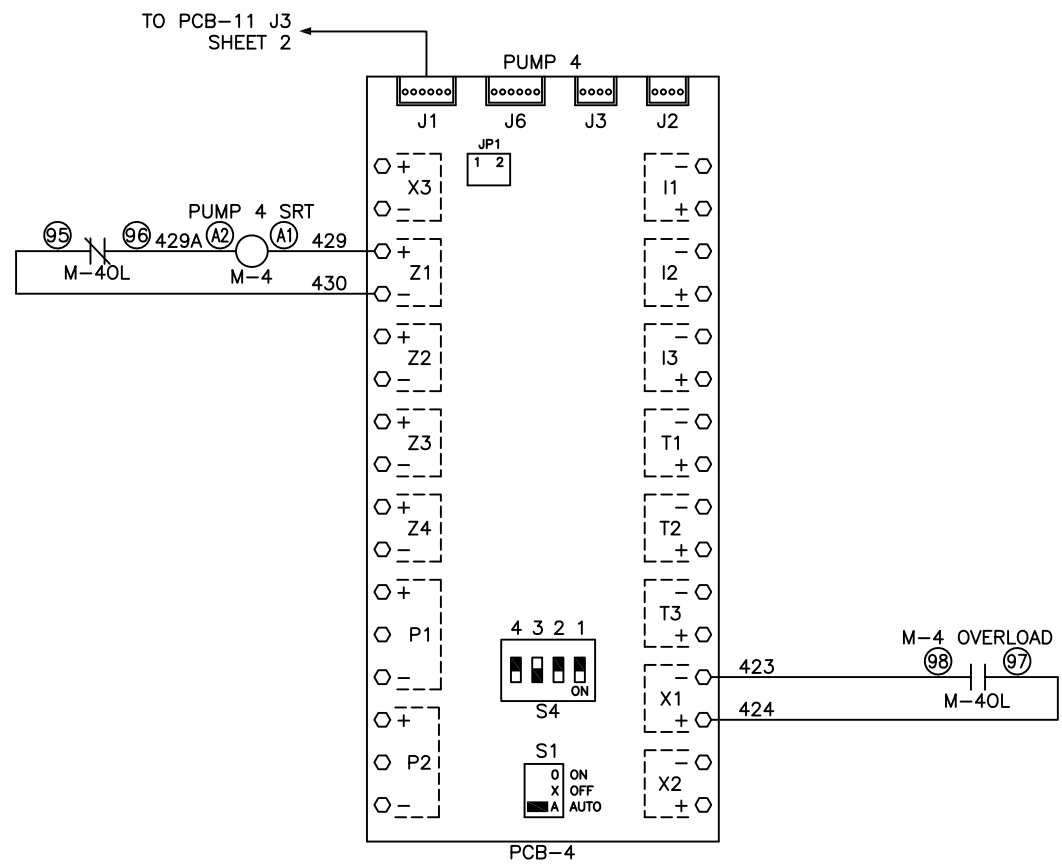 TO PCB-11 J3
SHEET 2
PUMP 4
J1 J6 J3 J2
JP1
1 2
+ X3 -
- I1 +
PUMP 4 SRT
95 96 429A A2 A1 429
M-4OL M-4
430
+ Z1 -
- I2 +
+ Z2 -
- I3 +
+ Z3 -
- T1 +
+ Z4 -
- T2 +
+ P1 -
- T3 +
4 3 2 1
ON
S4
M-4 OVERLOAD
423 98 97
M-4OL
424
- X1 +
+ P2 -
S1
O ON
X OFF
A AUTO
- X2 +
PCB-4